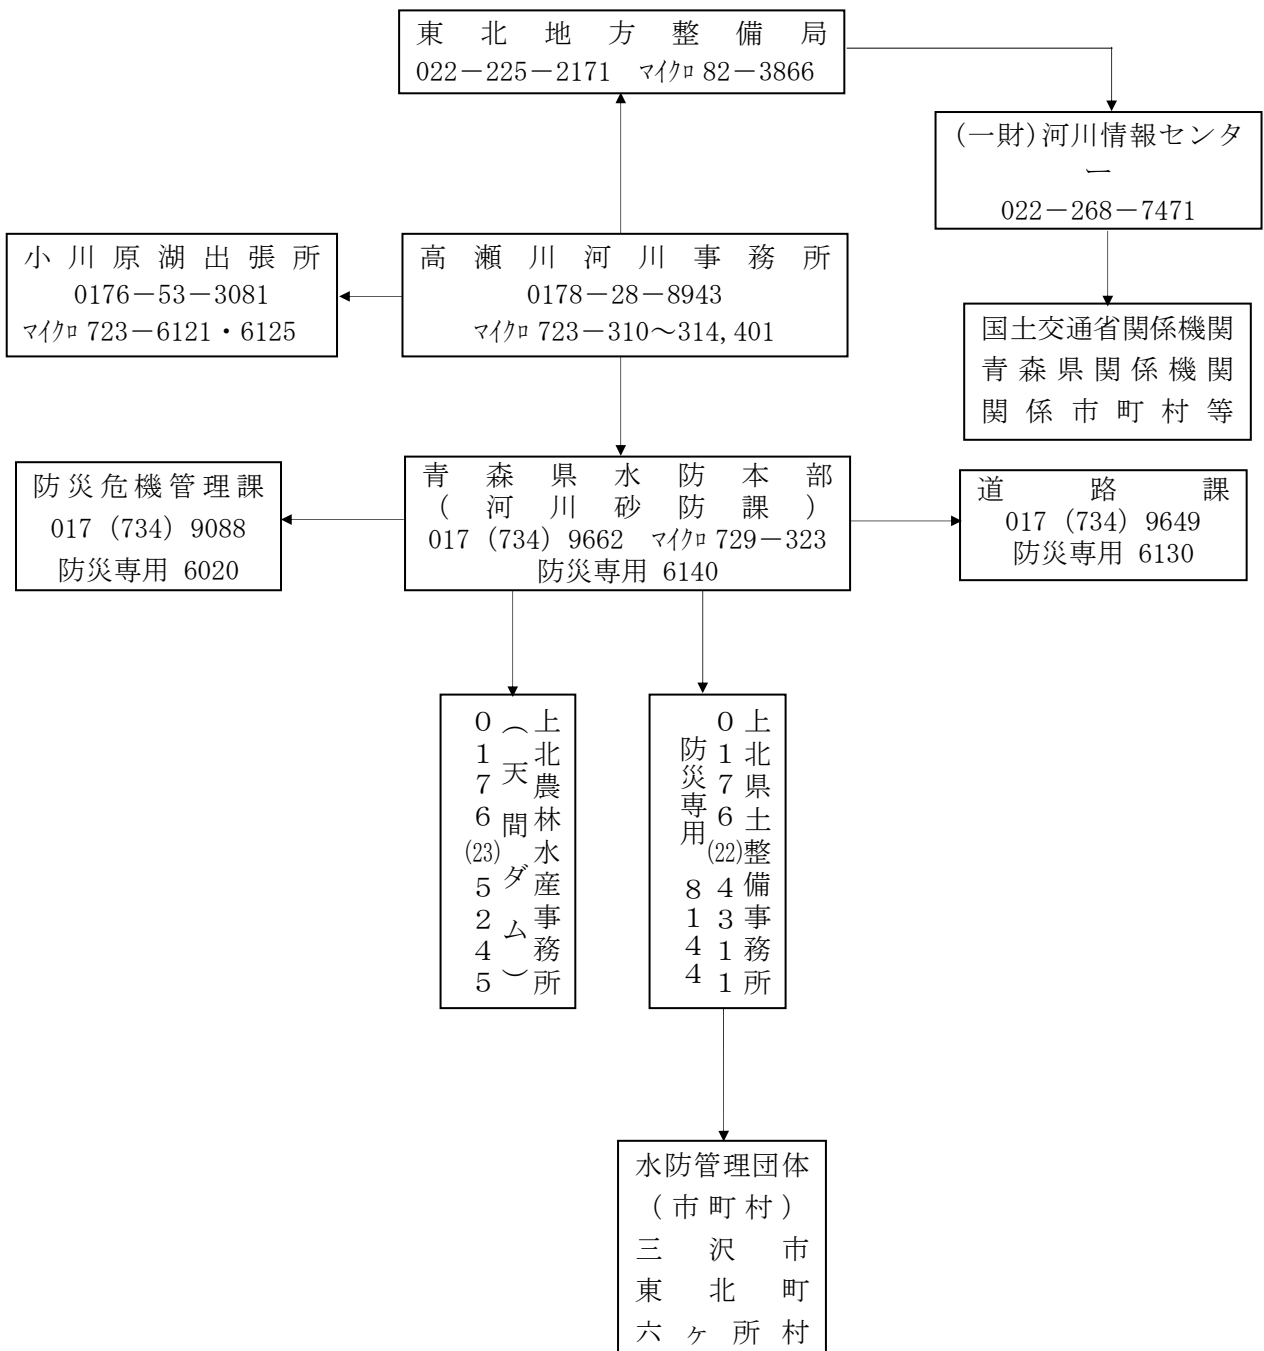 東北地方整備局
022－225－2171　ﾏｲｸﾛ 82－3866
(一財)河川情報センタ
ー
022－268－7471
小川原湖出張所
0176－53－3081
ﾏｲｸﾛ 723－6121・6125
高瀬川河川事務所
0178－28－8943
ﾏｲｸﾛ 723－310～314,401
国土交通省関係機関
青森県関係機関
関係市町村等
防災危機管理課
017（734）9088
防災専用 6020
青森県水防本部
（河川砂防課）
017（734）9662　ﾏｲｸﾛ 729－323
防災専用 6140
道路課
017（734）9649
防災専用 6130
上北農林水産事務所
（天間ダム）
０１７６(23)５２４５
上北県土整備事務所
０１７６(22)４３１１
防災専用　８１４４
水防管理団体
（市町村）
三沢市
東北町
六ヶ所村